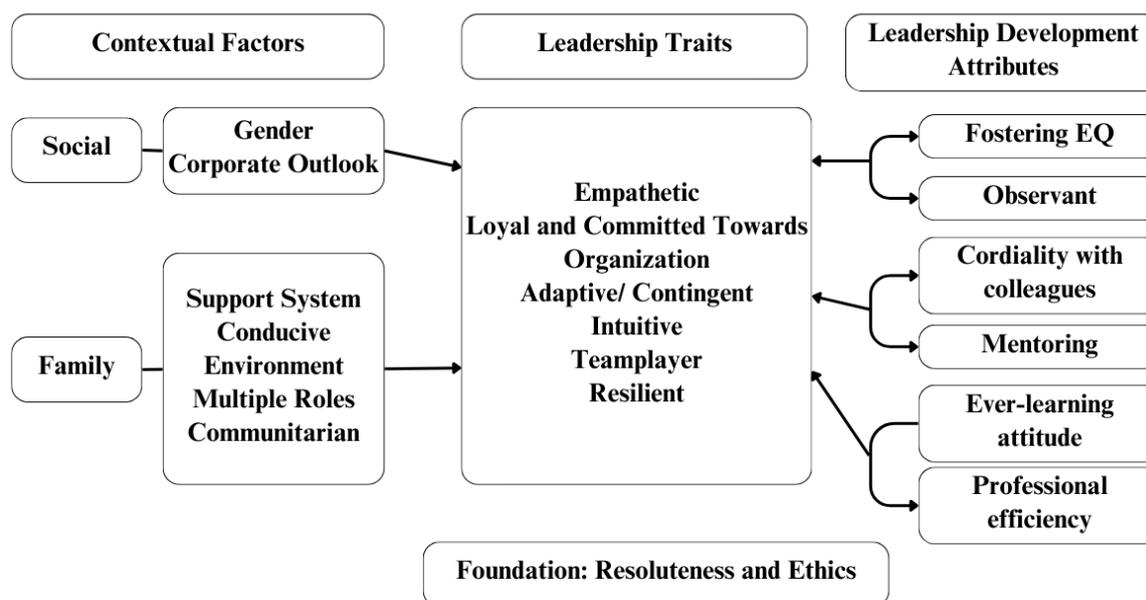 Contextual Factors
Leadership Traits
Leadership Development
Attributes
Social
Gender
Corporate Outlook
Family
Support System
Conducive
Environment
Multiple Roles
Communitarian
Empathetic
Loyal and Committed Towards
Organization
Adaptive/ Contingent
Intuitive
Teamplayer
Resilient
Fostering EQ
Observant
Cordiality with
colleagues
Mentoring
Ever-learning
attitude
Professional
efficiency
Foundation: Resoluteness and Ethics